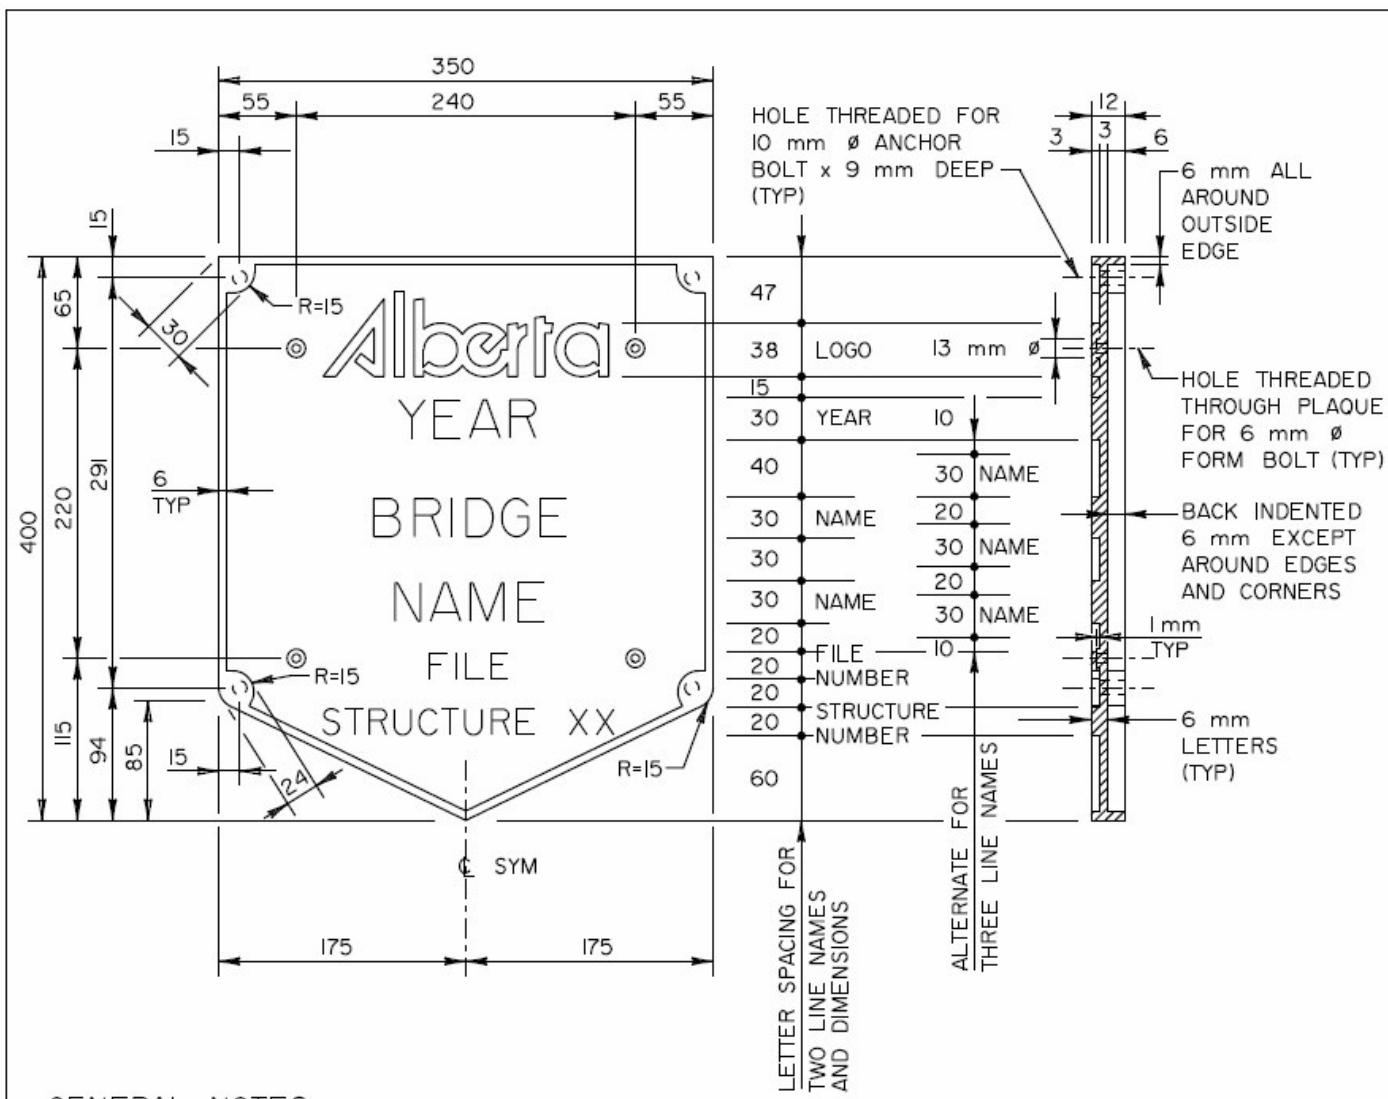 350
55 240 55
15
15
65
30
R=15
291
220
400
6
TYP
115
94
85
15
24
R=15
R=15
Alberta
YEAR
BRIDGE
NAME
FILE
STRUCTURE XX
℄ SYM
175 175
HOLE THREADED FOR
10 mm ø ANCHOR
BOLT x 9 mm DEEP
(TYP)
47
38 LOGO
15
30 YEAR
40
30 NAME
30
30 NAME
20
20 FILE
20 NUMBER
20 STRUCTURE
NUMBER
60
LETTER SPACING FOR
TWO LINE NAMES
AND DIMENSIONS
13 mm ø
10
30 NAME
20
30 NAME
20
30 NAME
10
ALTERNATE FOR
THREE LINE NAMES
12
3 3 6
6 mm ALL
AROUND
OUTSIDE
EDGE
HOLE THREADED
THROUGH PLAQUE
FOR 6 mm ø
FORM BOLT (TYP)
BACK INDENTED
6 mm EXCEPT
AROUND EDGES
AND CORNERS
1 mm
TYP
6 mm
LETTERS
(TYP)
GENERAL NOTES